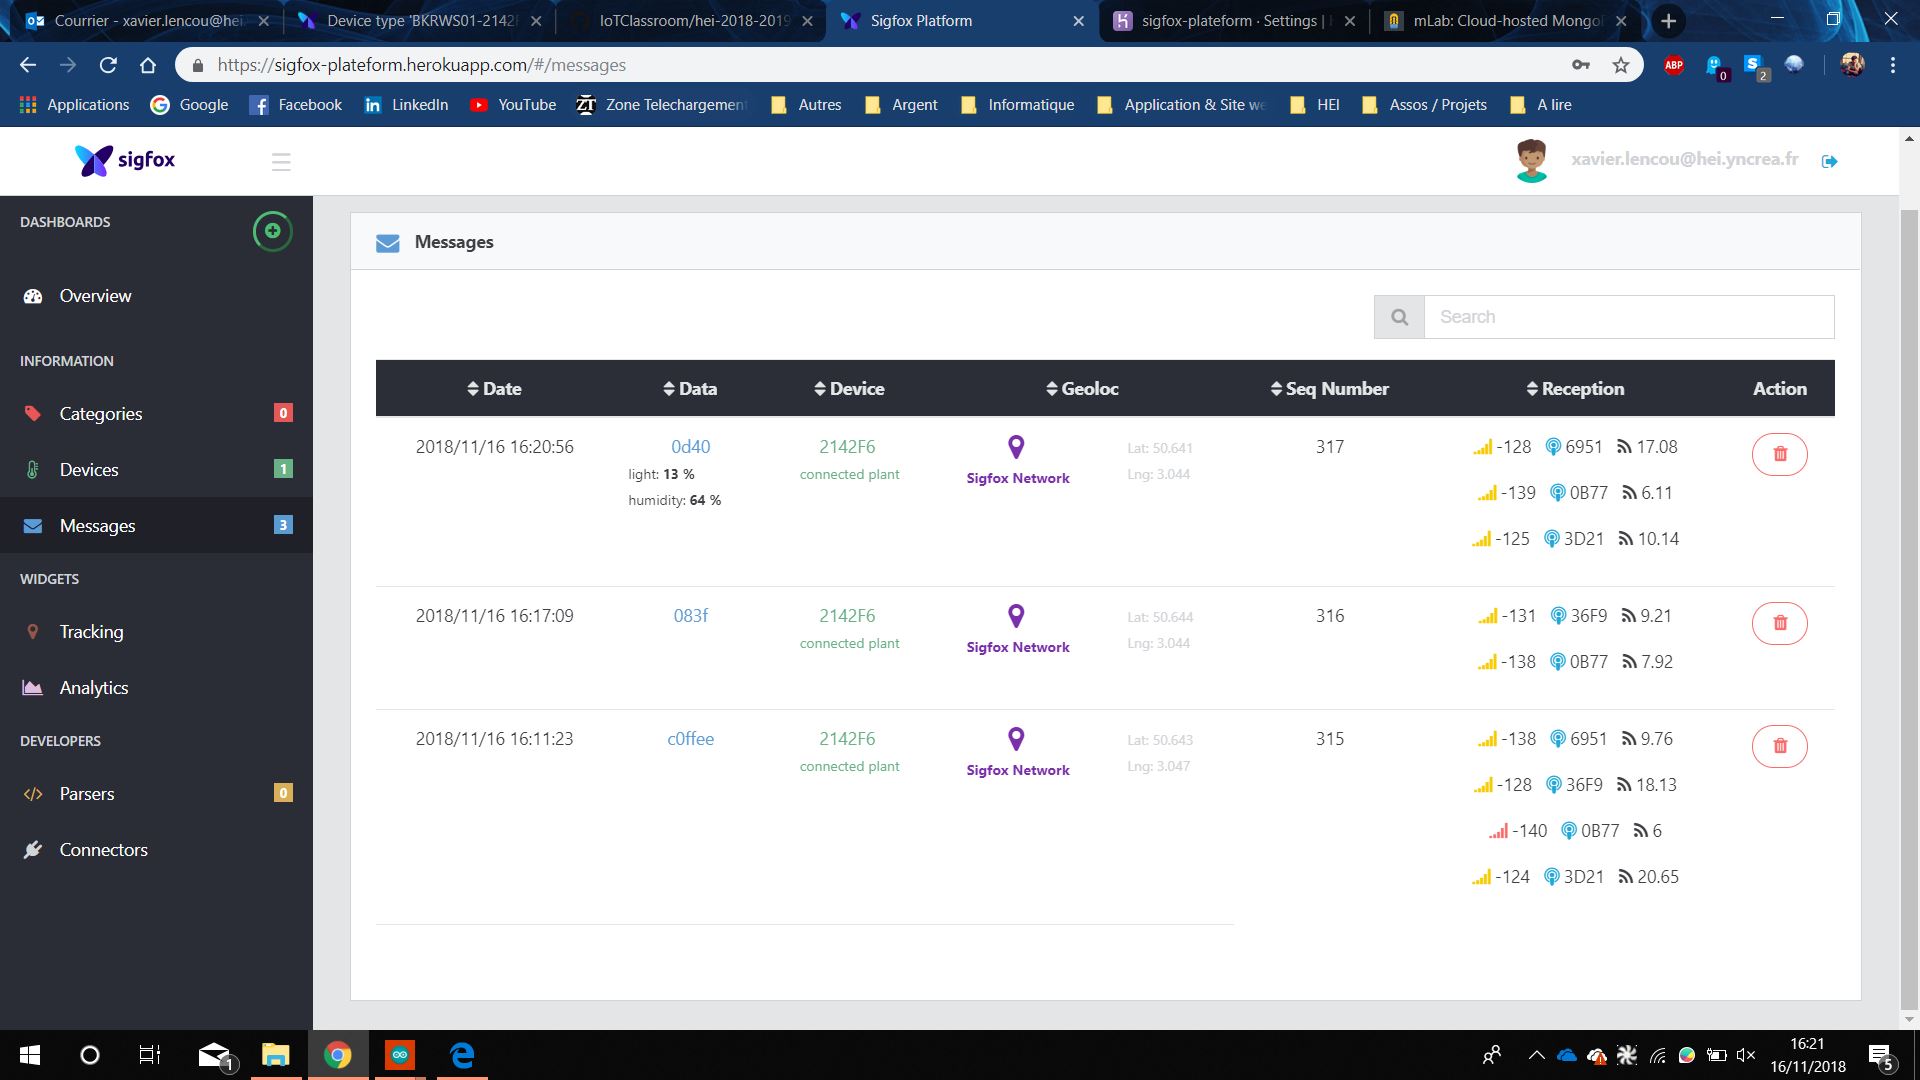 Courrier - xavier.lencou@hei.
Device type 'BKRWS01-2142F
IoTClassroom/hei-2018-2019
Sigfox Platform
sigfox-plateform · Settings |
mLab: Cloud-hosted Mongo
https://sigfox-plateform.herokuapp.com/#/messages
ABP
0
S
2
Applications
Google
Facebook
LinkedIn
YouTube
ZT Zone Telechargement
Autres
Argent
Informatique
Application & Site we
HEI
Assos / Projets
A lire
sigfox
xavier.lencou@hei.yncrea.fr
DASHBOARDS
Overview
INFORMATION
Categories 0
Devices 1
Messages 3
WIDGETS
Tracking
Analytics
DEVELOPERS
Parsers 0
Connectors
Messages
Search
Date Data Device Geoloc Seq Number Reception Action
2018/11/16 16:20:56 0d40 2142F6 Lat: 50.641 317 -128 6951 17.08
light: 13 % connected plant Sigfox Network Lng: 3.044
humidity: 64 % -139 0B77 6.11
-125 3D21 10.14
2018/11/16 16:17:09 083f 2142F6 Lat: 50.644 316 -131 36F9 9.21
connected plant Sigfox Network Lng: 3.044
-138 0B77 7.92
2018/11/16 16:11:23 c0ffee 2142F6 Lat: 50.643 315 -138 6951 9.76
connected plant Sigfox Network Lng: 3.047
-128 36F9 18.13
-140 0B77 6
-124 3D21 20.65
1
16:21
16/11/2018
5